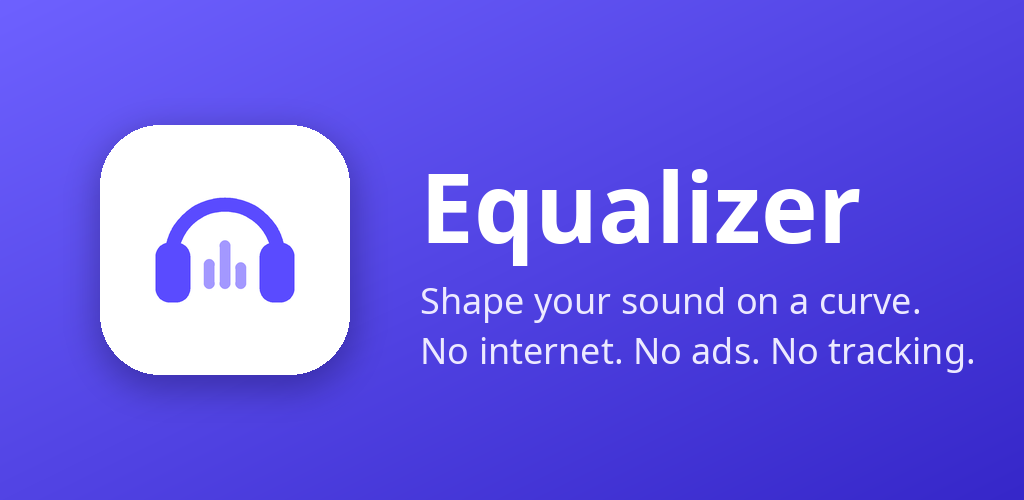 Equalizer
Shape your sound on a curve.
No internet. No ads. No tracking.